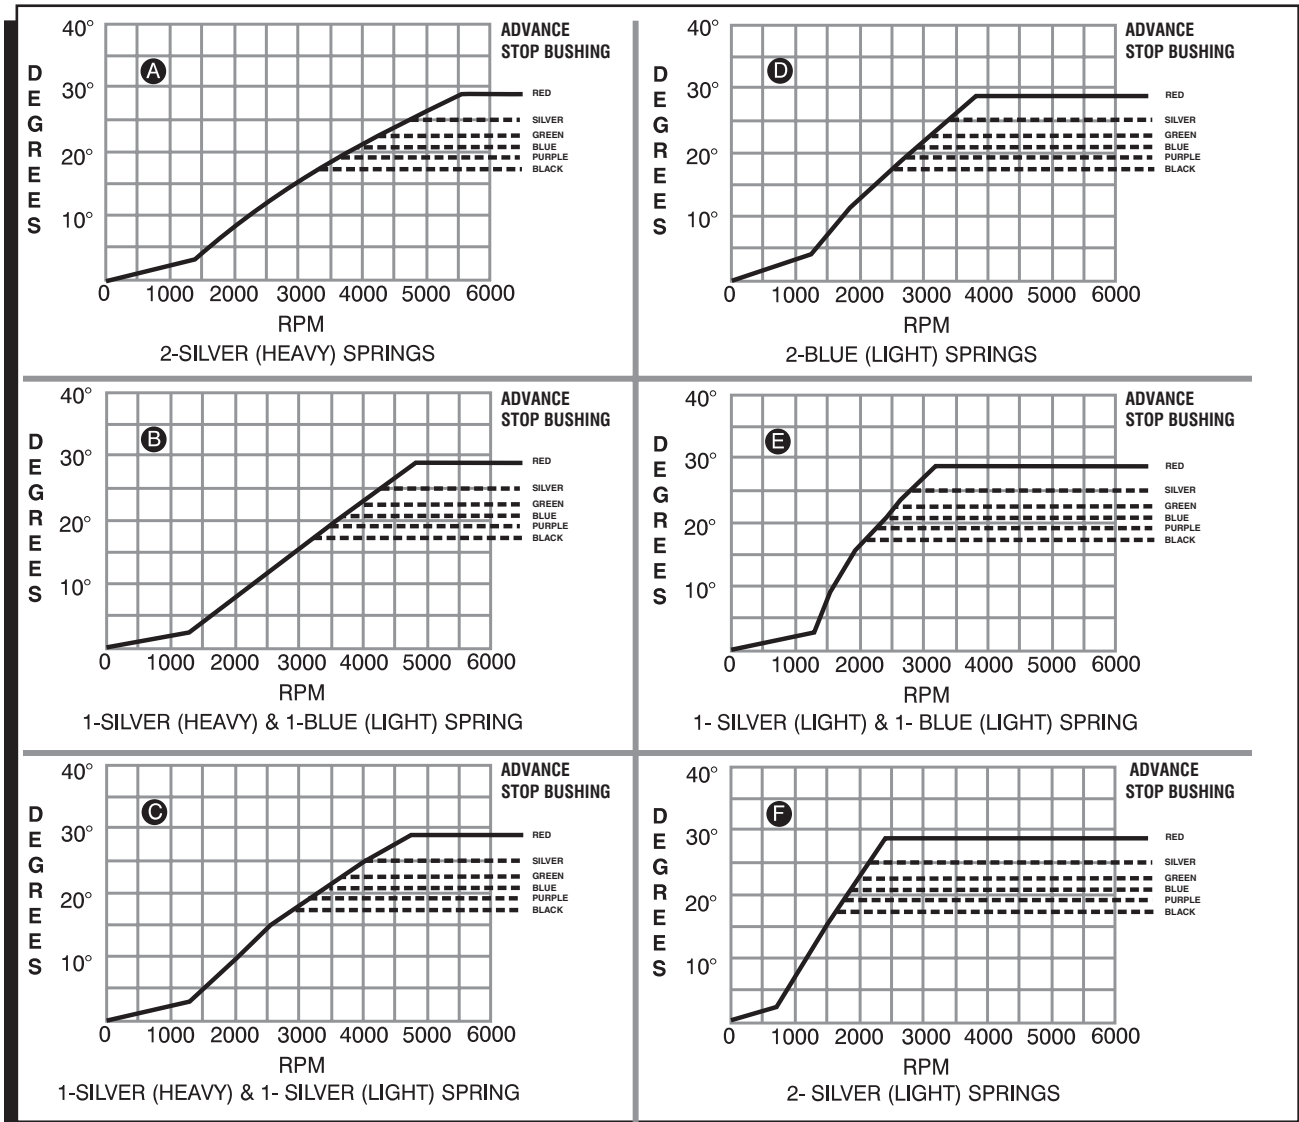 40°
30°
20°
10°
DEGREES
A
ADVANCE
STOP BUSHING
RED
SILVER
GREEN
BLUE
PURPLE
BLACK
0 1000 2000 3000 4000 5000 6000
RPM
2-SILVER (HEAVY) SPRINGS
40°
30°
20°
10°
DEGREES
D
ADVANCE
STOP BUSHING
RED
SILVER
GREEN
BLUE
PURPLE
BLACK
0 1000 2000 3000 4000 5000 6000
RPM
2-BLUE (LIGHT) SPRINGS
40°
30°
20°
10°
DEGREES
B
ADVANCE
STOP BUSHING
RED
SILVER
GREEN
BLUE
PURPLE
BLACK
0 1000 2000 3000 4000 5000 6000
RPM
1-SILVER (HEAVY) & 1-BLUE (LIGHT) SPRING
40°
30°
20°
10°
DEGREES
E
ADVANCE
STOP BUSHING
RED
SILVER
GREEN
BLUE
PURPLE
BLACK
0 1000 2000 3000 4000 5000 6000
RPM
1- SILVER (LIGHT) & 1- BLUE (LIGHT) SPRING
40°
30°
20°
10°
DEGREES
C
ADVANCE
STOP BUSHING
RED
SILVER
GREEN
BLUE
PURPLE
BLACK
0 1000 2000 3000 4000 5000 6000
RPM
1-SILVER (HEAVY) & 1- SILVER (LIGHT) SPRING
40°
30°
20°
10°
DEGREES
F
ADVANCE
STOP BUSHING
RED
SILVER
GREEN
BLUE
PURPLE
BLACK
0 1000 2000 3000 4000 5000 6000
RPM
2- SILVER (LIGHT) SPRINGS